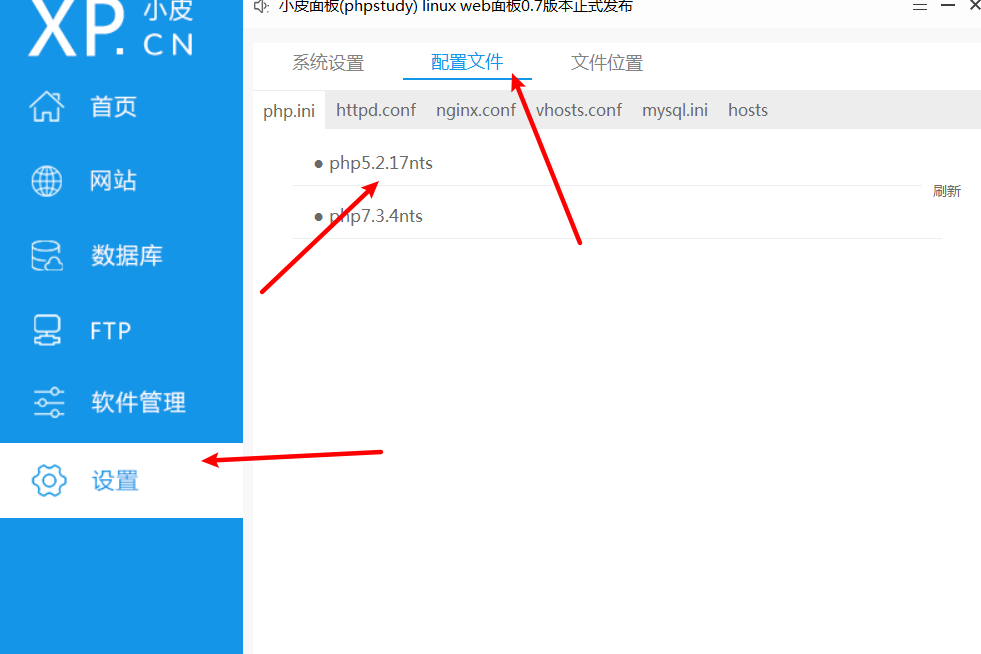 XP. 小皮
CN
小皮面板(phpstudy) linux web面板0.7版本正式发布
首页
网站
数据库
FTP
软件管理
设置
系统设置 配置文件 文件位置
php.ini httpd.conf nginx.conf vhosts.conf mysql.ini hosts
● php5.2.17nts
刷新
● php7.3.4nts